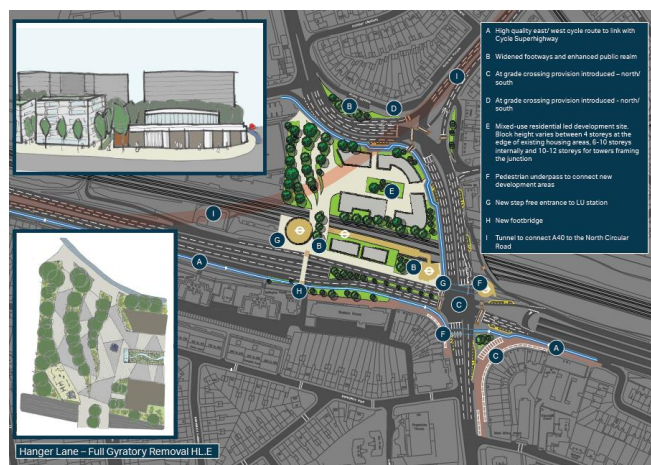 A High quality east/ west cycle route to link with
Cycle Superhighway
B Widened footways and enhanced public realm
C At grade crossing provision introduced – north/
south
D At grade crossing provision introduced - north/
south
E Mixed-use residential led development site.
Block height varies between 4 storeys at the
edge of existing housing areas, 6-10 storeys
internally and 10-12 storeys for towers framing
the junction
F Pedestrian underpass to connect new
development areas
G New step free entrance to LU station
H New footbridge
I Tunnel to connect A40 to the North Circular
Road
I
B
D
E
I
G
B
B
A
G
F
H
C
F
C
A
Hanger Lane – Full Gyratory Removal HL.E